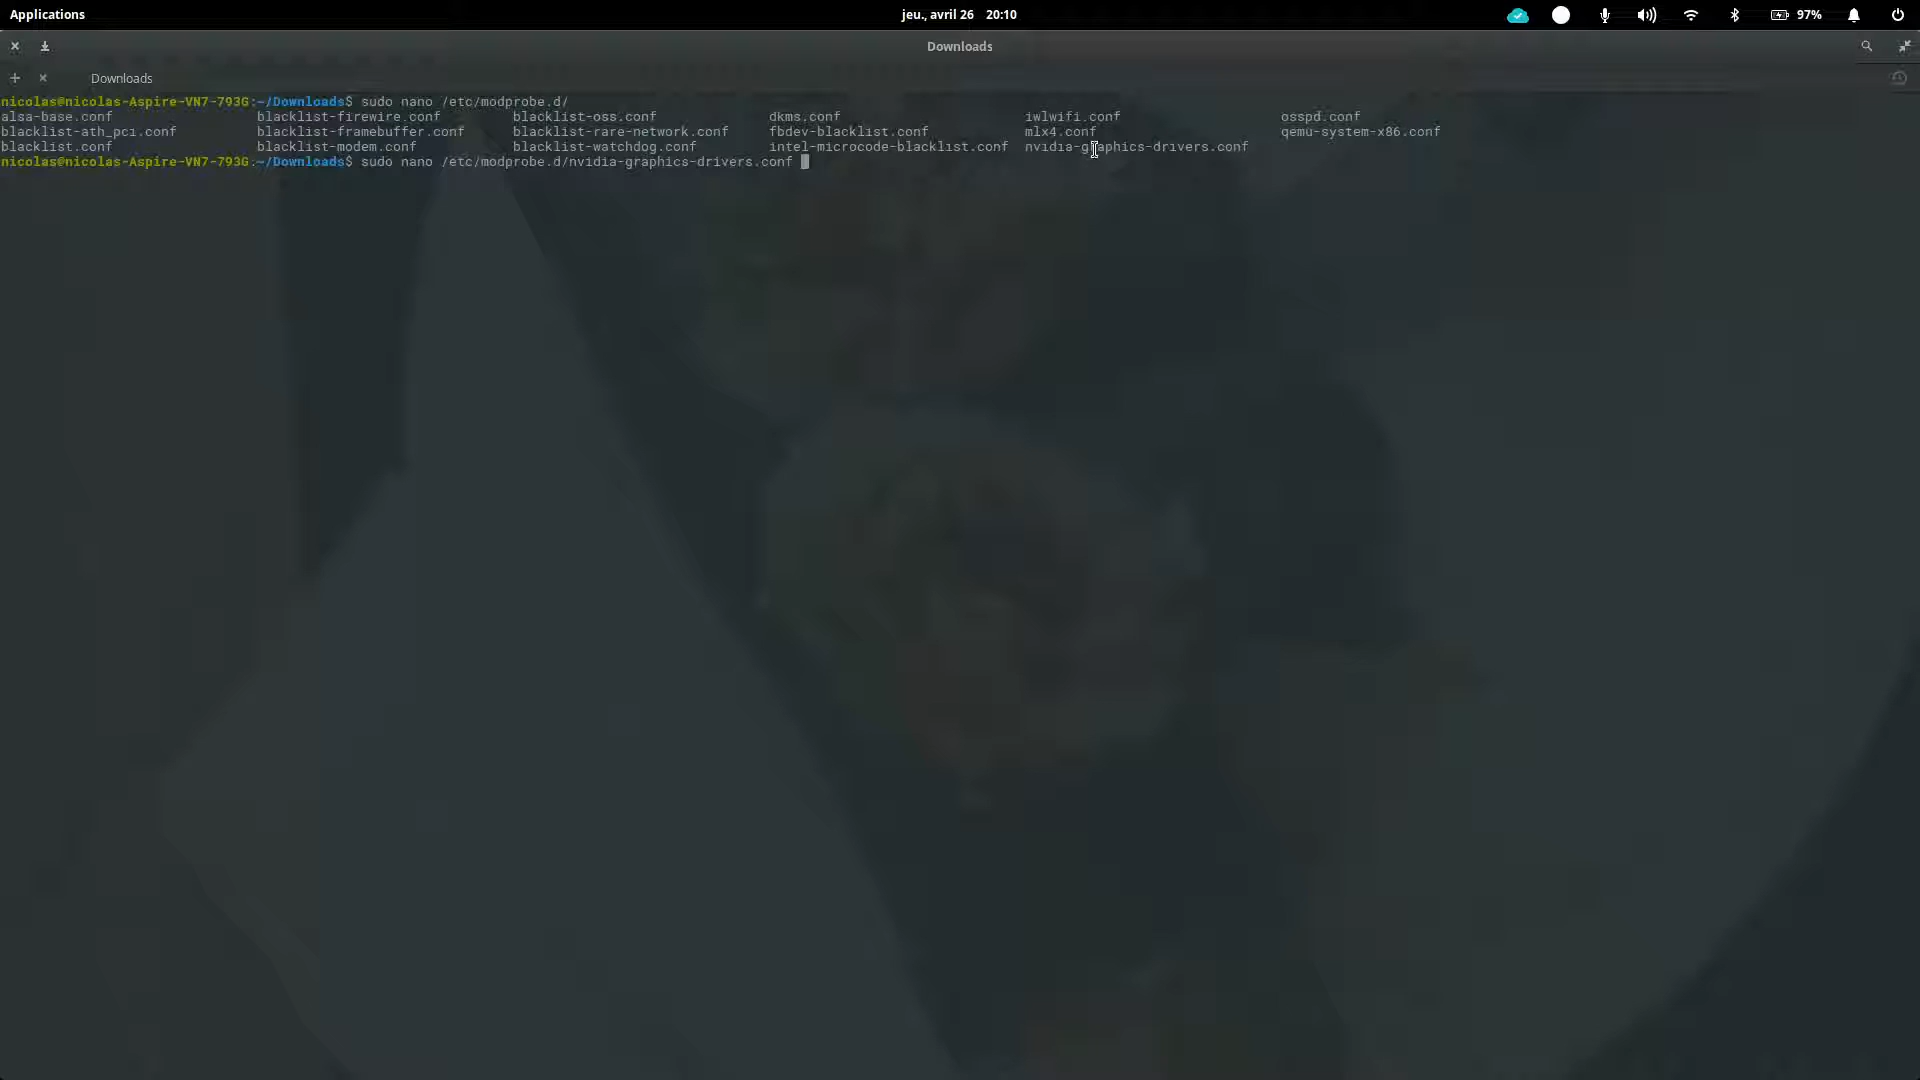 Applications jeu., avril 26 20:10 97%
Downloads
Downloads
nicolas@nicolas-Aspire-VN7-793G:~/Downloads$ sudo nano /etc/modprobe.d/
alsa-base.conf blacklist-firewire.conf blacklist-oss.conf dkms.conf iwlwifi.conf osspd.conf
blacklist-ath_pci.conf blacklist-framebuffer.conf blacklist-rare-network.conf fbdev-blacklist.conf mlx4.conf qemu-system-x86.conf
blacklist.conf blacklist-modem.conf blacklist-watchdog.conf intel-microcode-blacklist.conf nvidia-graphics-drivers.conf
nicolas@nicolas-Aspire-VN7-793G:~/Downloads$ sudo nano /etc/modprobe.d/nvidia-graphics-drivers.conf